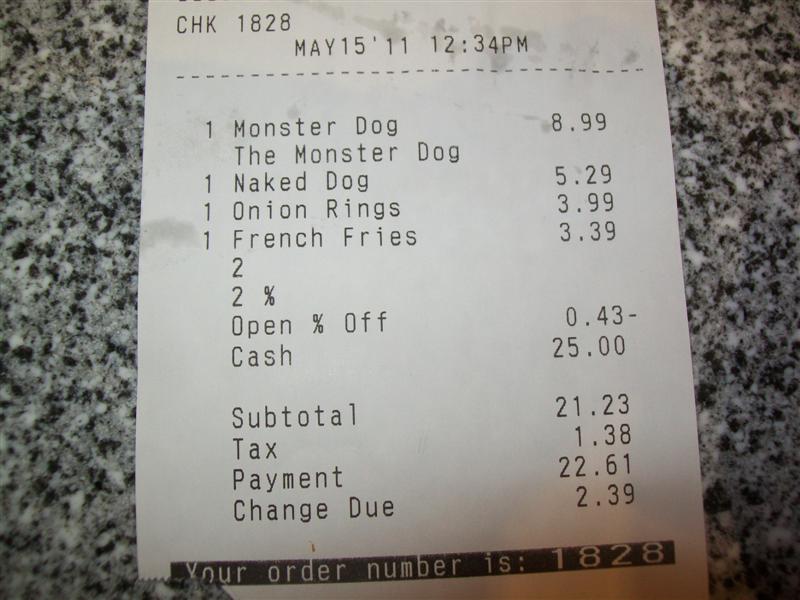 CHK 1828
MAY15'11 12:34PM
1 Monster Dog 8.99
The Monster Dog
1 Naked Dog 5.29
1 Onion Rings 3.99
1 French Fries 3.39
2
2 %
Open % Off 0.43-
Cash 25.00
Subtotal 21.23
Tax 1.38
Payment 22.61
Change Due 2.39
Your order number is: 1828